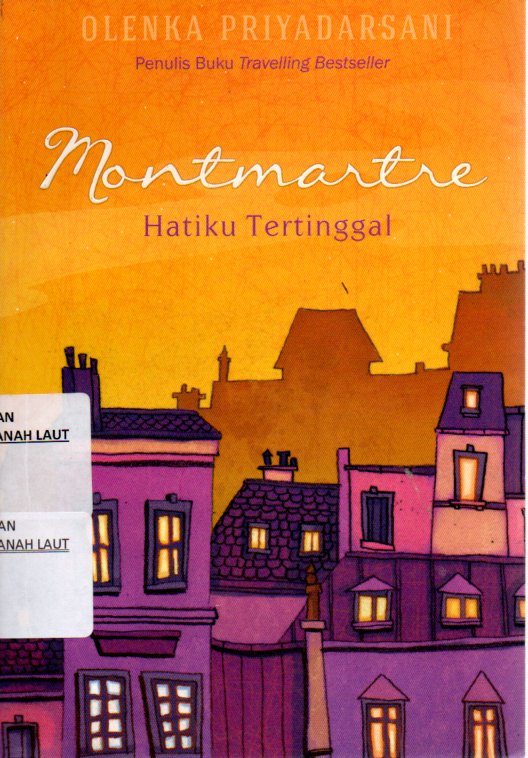 OLENKA PRIYADARSANI
Penulis Buku Travelling Bestseller
Montmartre
Hatiku Tertinggal
AN
ANAH LAUT
AN
ANAH LAUT